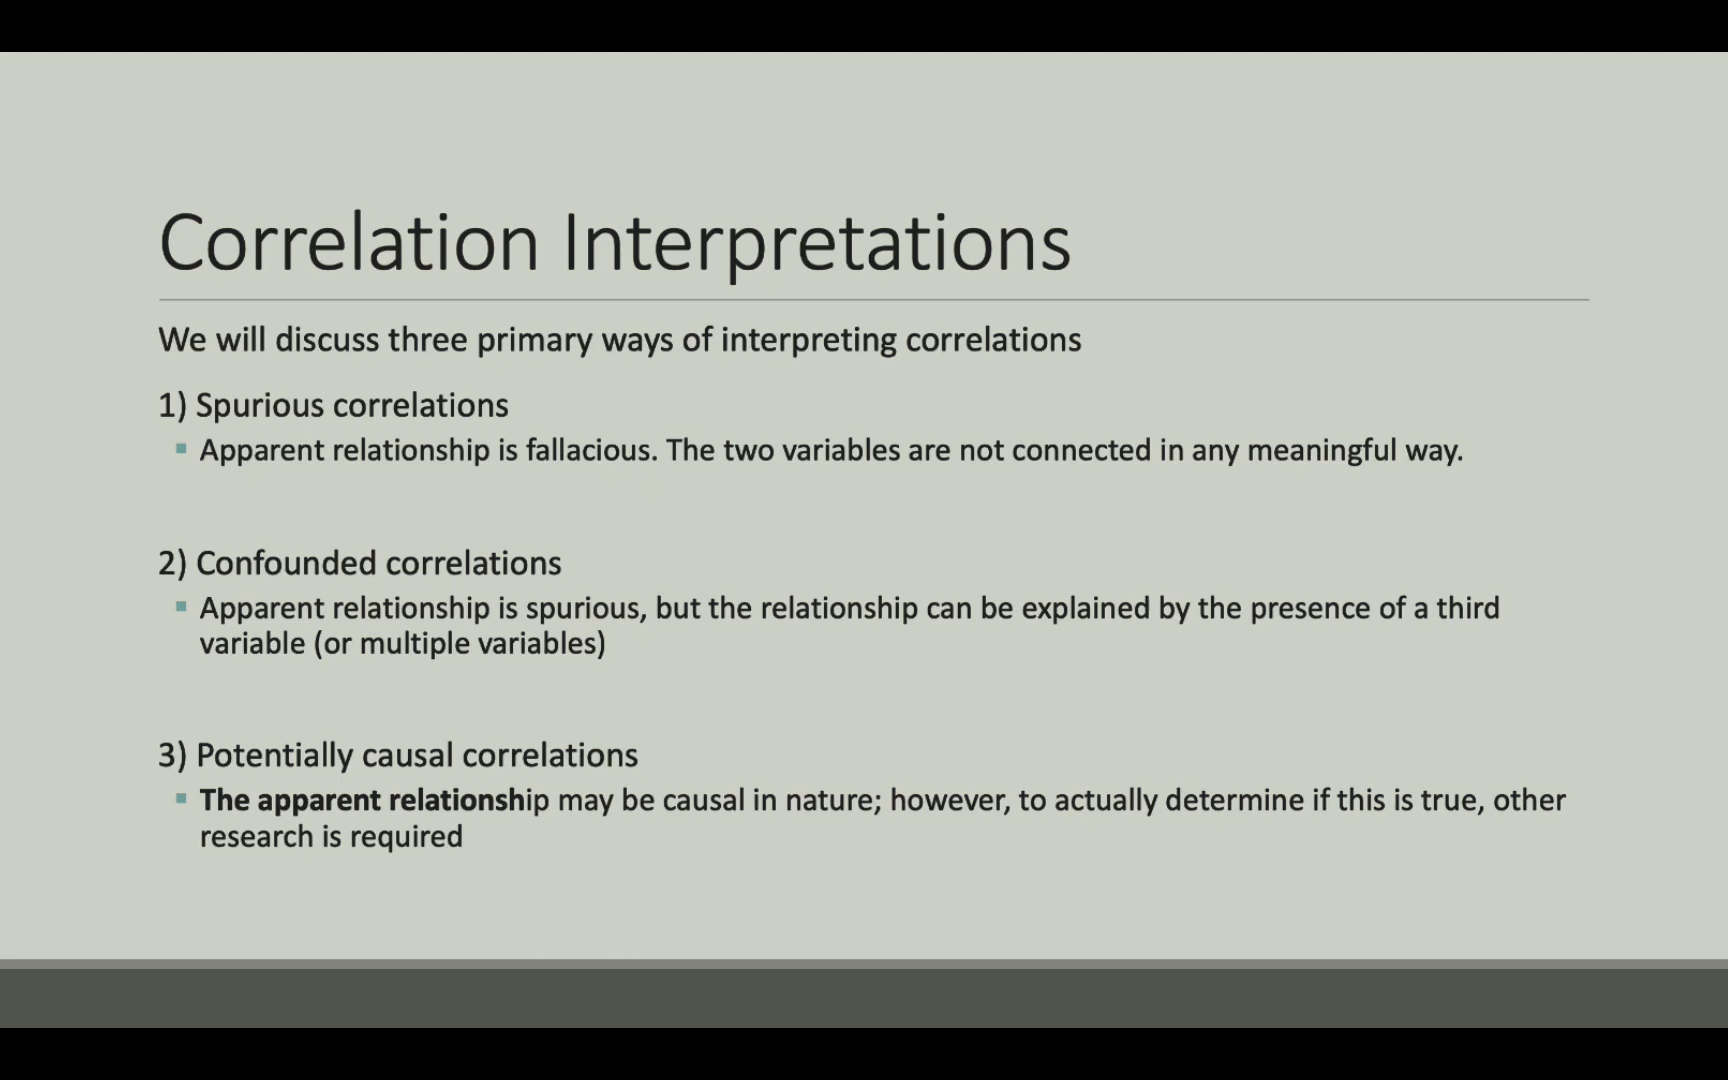 Correlation Interpretations
We will discuss three primary ways of interpreting correlations
1) Spurious correlations
▪ Apparent relationship is fallacious. The two variables are not connected in any meaningful way.
2) Confounded correlations
▪ Apparent relationship is spurious, but the relationship can be explained by the presence of a third
variable (or multiple variables)
3) Potentially causal correlations
▪ The apparent relationship may be causal in nature; however, to actually determine if this is true, other
research is required